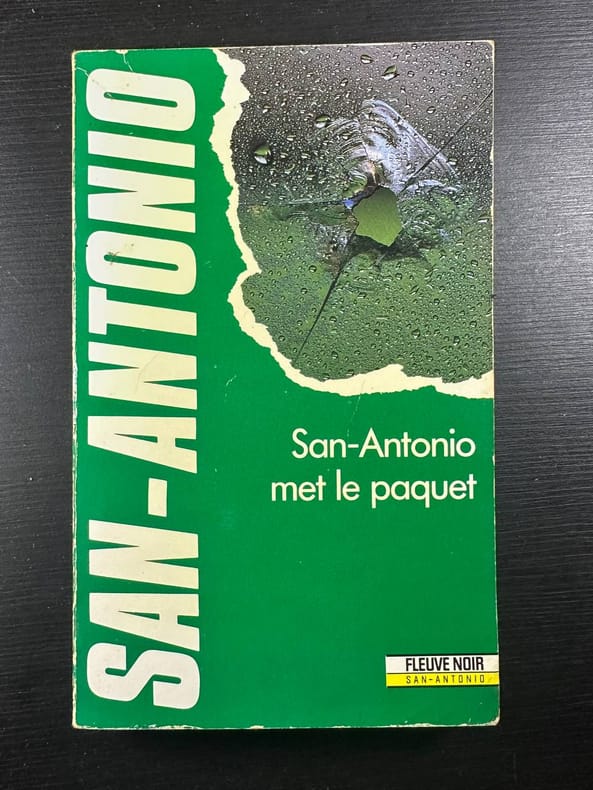 SAN-ANTONIO
San-Antonio
met le paquet
FLEUVE NOIR
SAN-ANTONIO